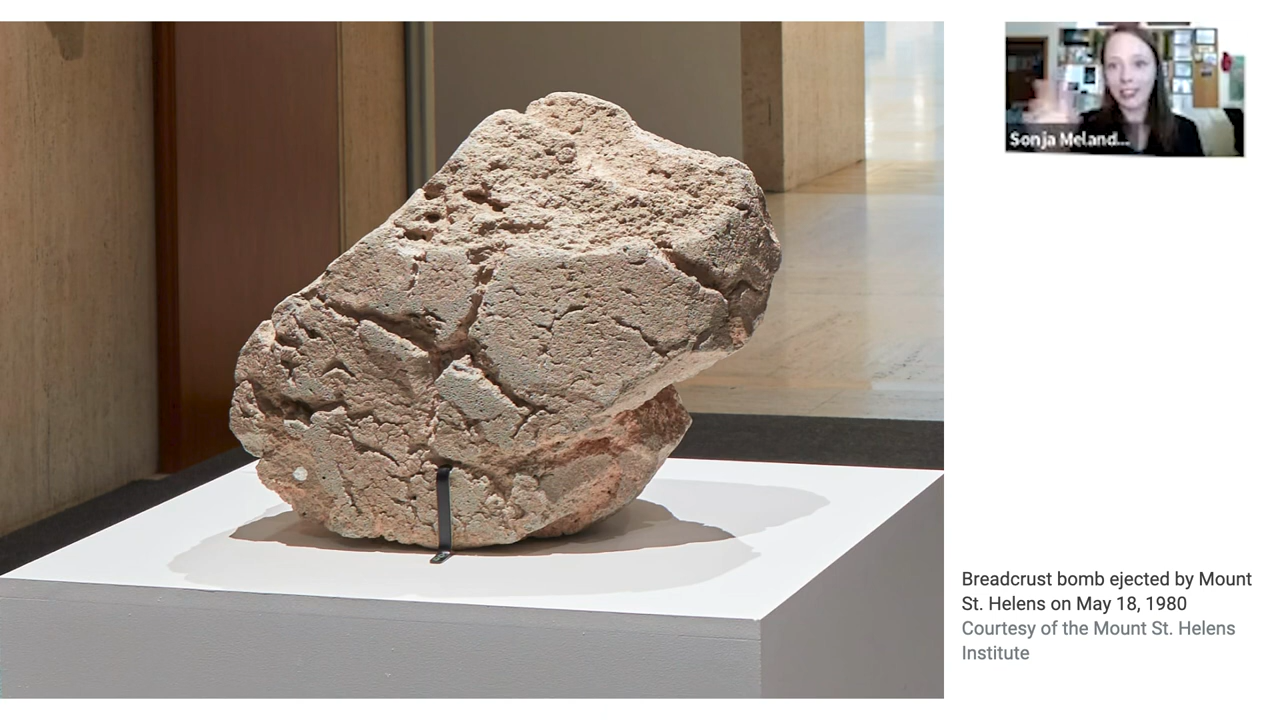 Sonja Meland...
Breadcrust bomb ejected by Mount
St. Helens on May 18, 1980
Courtesy of the Mount St. Helens
Institute